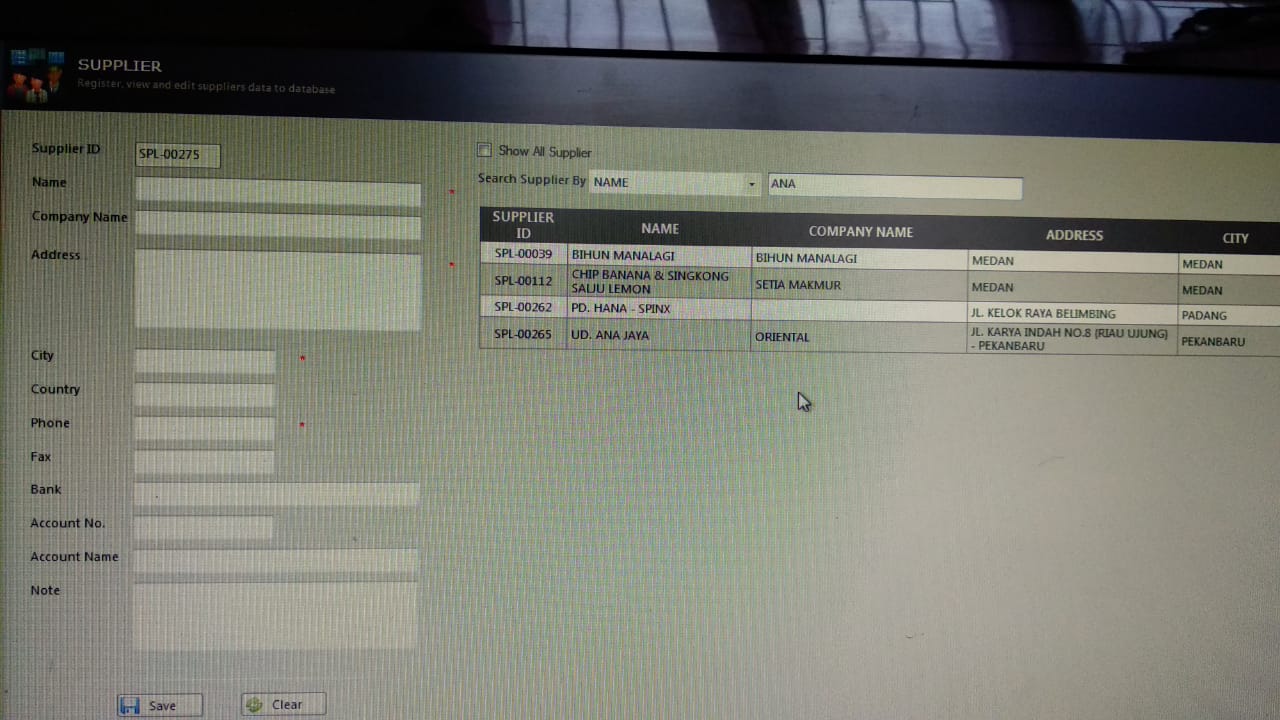 SUPPLIER
Register, view and edit suppliers data to database
Supplier ID SPL-00275
Name *
Company Name
Address *
City *
Country
Phone *
Fax
Bank
Account No.
Account Name
Note
Save Clear
Show All Supplier
Search Supplier By NAME ANA
SUPPLIER ID NAME COMPANY NAME ADDRESS CITY
SPL-00039 BIHUN MANALAGI BIHUN MANALAGI MEDAN MEDAN
SPL-00112 CHIP BANANA & SINGKONG SALJU LEMON SETIA MAKMUR MEDAN MEDAN
SPL-00262 PD. HANA - SPINX JL. KELOK RAYA BELIMBING PADANG
SPL-00265 UD. ANA JAYA ORIENTAL JL. KARYA INDAH NO.8 (RIAU UJUNG) - PEKANBARU PEKANBARU